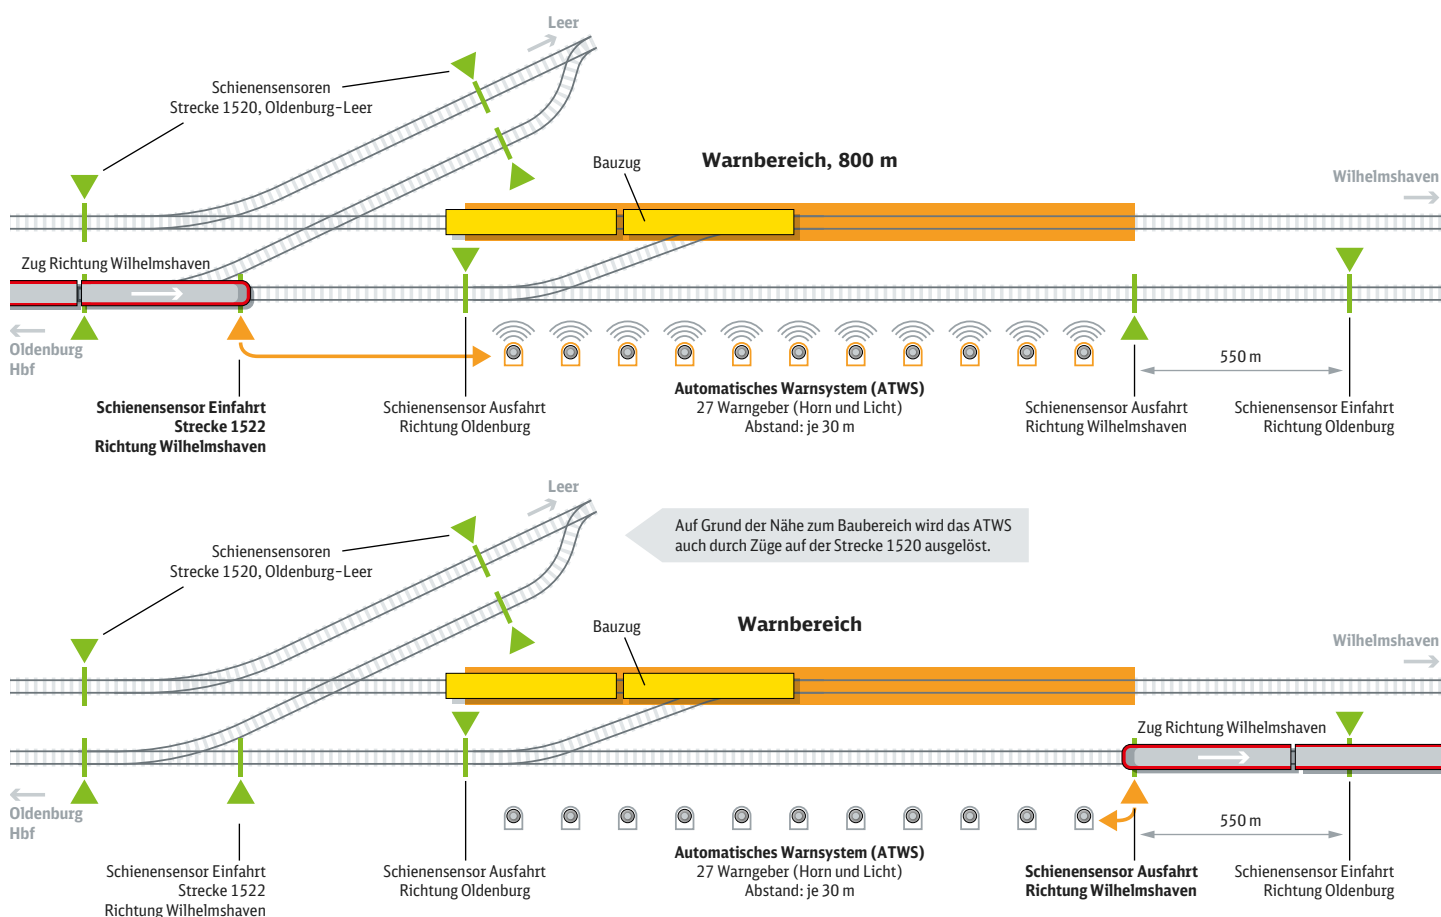 Leer
Schienensensoren
Strecke 1520, Oldenburg–Leer
Bauzug
Warnbereich, 800 m
Wilhelmshaven
Zug Richtung Wilhelmshaven
Oldenburg
Hbf
550 m
Schienensensor Einfahrt
Strecke 1522
Richtung Wilhelmshaven
Schienensensor Ausfahrt
Richtung Oldenburg
Automatisches Warnsystem (ATWS)
27 Warngeber (Horn und Licht)
Abstand: je 30 m
Schienensensor Ausfahrt
Richtung Wilhelmshaven
Schienensensor Einfahrt
Richtung Oldenburg
Leer
Auf Grund der Nähe zum Baubereich wird das ATWS
auch durch Züge auf der Strecke 1520 ausgelöst.
Schienensensoren
Strecke 1520, Oldenburg–Leer
Bauzug
Warnbereich
Wilhelmshaven
Zug Richtung Wilhelmshaven
Oldenburg
Hbf
550 m
Schienensensor Einfahrt
Strecke 1522
Richtung Wilhelmshaven
Schienensensor Ausfahrt
Richtung Oldenburg
Automatisches Warnsystem (ATWS)
27 Warngeber (Horn und Licht)
Abstand: je 30 m
Schienensensor Ausfahrt
Richtung Wilhelmshaven
Schienensensor Einfahrt
Richtung Oldenburg